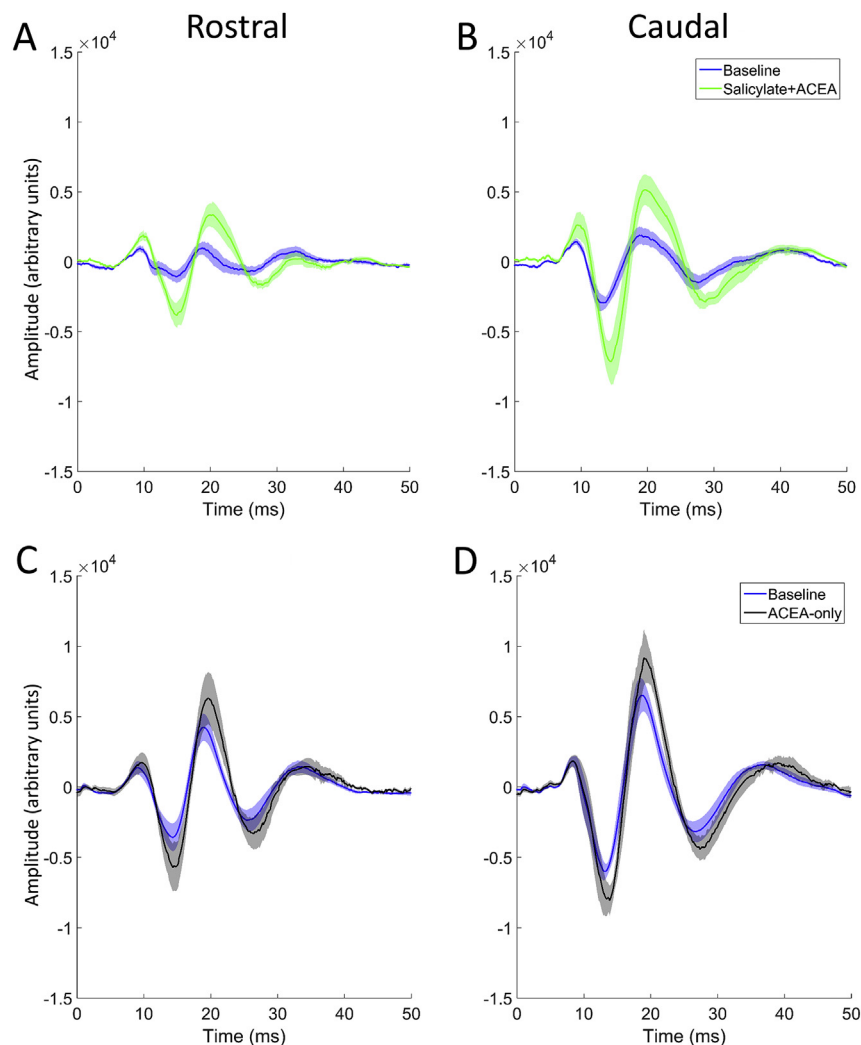 Rostral
Caudal
A
×10⁴
1.5
1
0.5
0
-0.5
-1
-1.5
Amplitude (arbitrary units)
0 10 20 30 40 50
Time (ms)
B
×10⁴
Baseline
Salicylate+ACEA
1.5
1
0.5
0
-0.5
-1
-1.5
0 10 20 30 40 50
Time (ms)
C
×10⁴
1.5
1
0.5
0
-0.5
-1
-1.5
Amplitude (arbitrary units)
0 10 20 30 40 50
Time (ms)
D
×10⁴
Baseline
ACEA-only
1.5
1
0.5
0
-0.5
-1
-1.5
0 10 20 30 40 50
Time (ms)